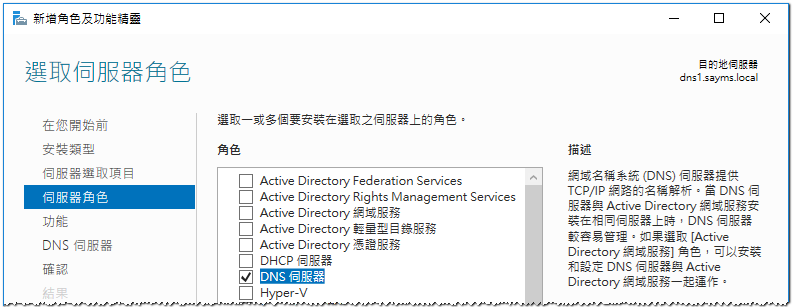 新增角色及功能精靈
選取伺服器角色
目的地伺服器
dns1.sayms.local
在您開始前
安裝類型
伺服器選取項目
伺服器角色
功能
DNS 伺服器
確認
結果
選取一或多個要安裝在選取之伺服器上的角色。
角色
Active Directory Federation Services
Active Directory Rights Management Services
Active Directory 網域服務
Active Directory 輕量型目錄服務
Active Directory 憑證服務
DHCP 伺服器
DNS 伺服器
Hyper-V
描述
網域名稱系統 (DNS) 伺服器提供
TCP/IP 網路的名稱解析。當 DNS 伺
服器與 Active Directory 網域服務安
裝在相同伺服器上時，DNS 伺服器
較容易管理。如果選取 [Active
Directory 網域服務] 角色，可以安裝
和設定 DNS 伺服器與 Active
Directory 網域服務一起運作。